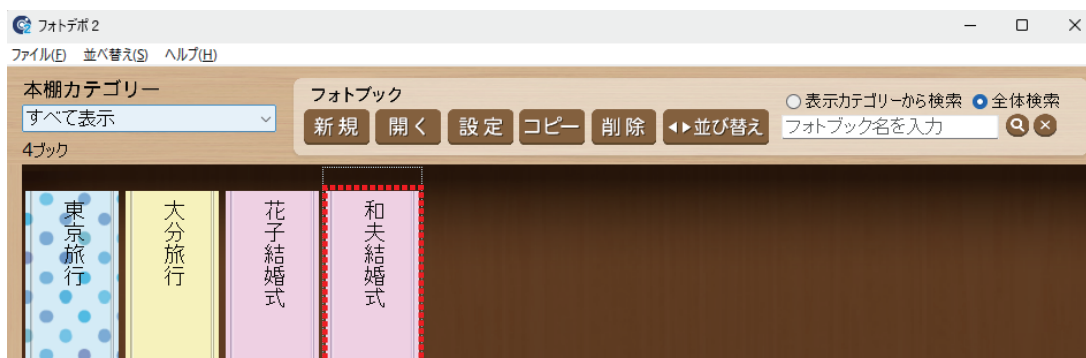 フォトデポ2
ファイル(F) 並べ替え(S) ヘルプ(H)
本棚カテゴリー
すべて表示
4ブック
フォトブック
新規 開く 設定 コピー 削除 並び替え
表示カテゴリーから検索 全体検索
フォトブック名を入力
東京旅行
大分旅行
花子結婚式
和夫結婚式